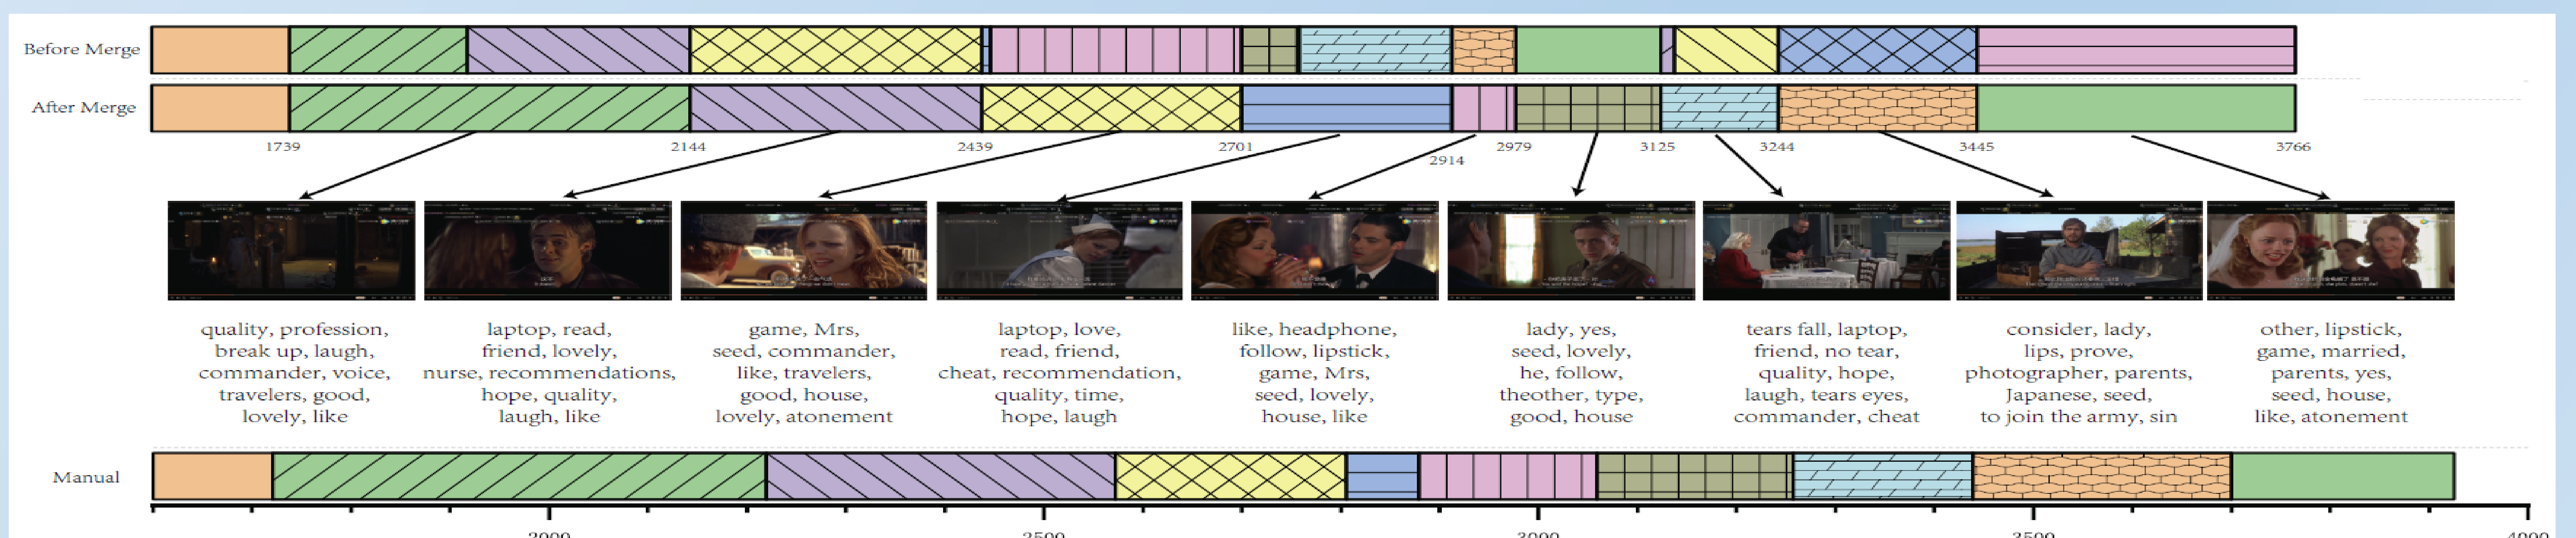 Before Merge
After Merge
1739
2144
2439
2701
2914
2979
3125
3244
3445
3766
quality, profession,
break up, laugh,
commander, voice,
travelers, good,
lovely, like
laptop, read,
friend, lovely,
nurse, recommendations,
hope, quality,
laugh, like
game, Mrs,
seed, commander,
like, travelers,
good, house,
lovely, atonement
laptop, love,
read, friend,
cheat, recommendation,
quality, time,
hope, laugh
like, headphone,
follow, lipstick,
game, Mrs,
seed, lovely,
house, like
lady, yes,
seed, lovely,
he, follow,
theother, type,
good, house
tears fall, laptop,
friend, no tear,
quality, hope,
laugh, tears eyes,
commander, cheat
consider, lady,
lips, prove,
photographer, parents,
Japanese, seed,
to join the army, sin
other, lipstick,
game, married,
parents, yes,
seed, house,
like, atonement
Manual
2000
2500
3000
3500
4000